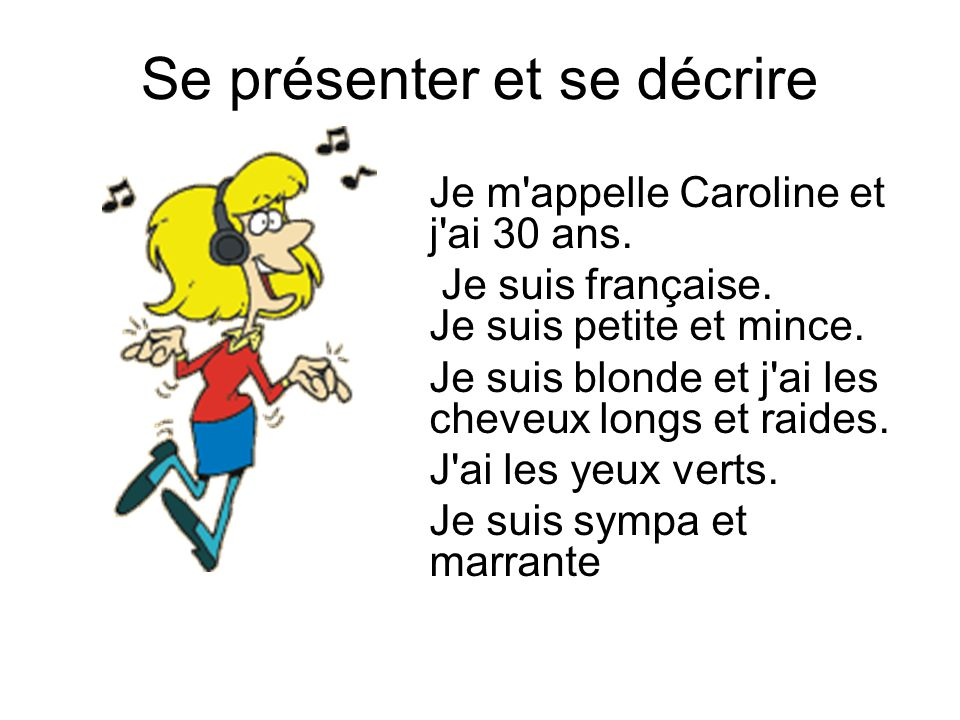 Se présenter et se décrire
Je m'appelle Caroline et
j'ai 30 ans.
Je suis française.
Je suis petite et mince.
Je suis blonde et j'ai les
cheveux longs et raides.
J'ai les yeux verts.
Je suis sympa et
marrante